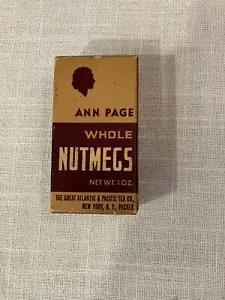 ANN PAGE
WHOLE
NUTMEGS
NET WT. 1 OZ.
THE GREAT ATLANTIC & PACIFIC TEA CO.,
NEW YORK, N. Y., PACKER